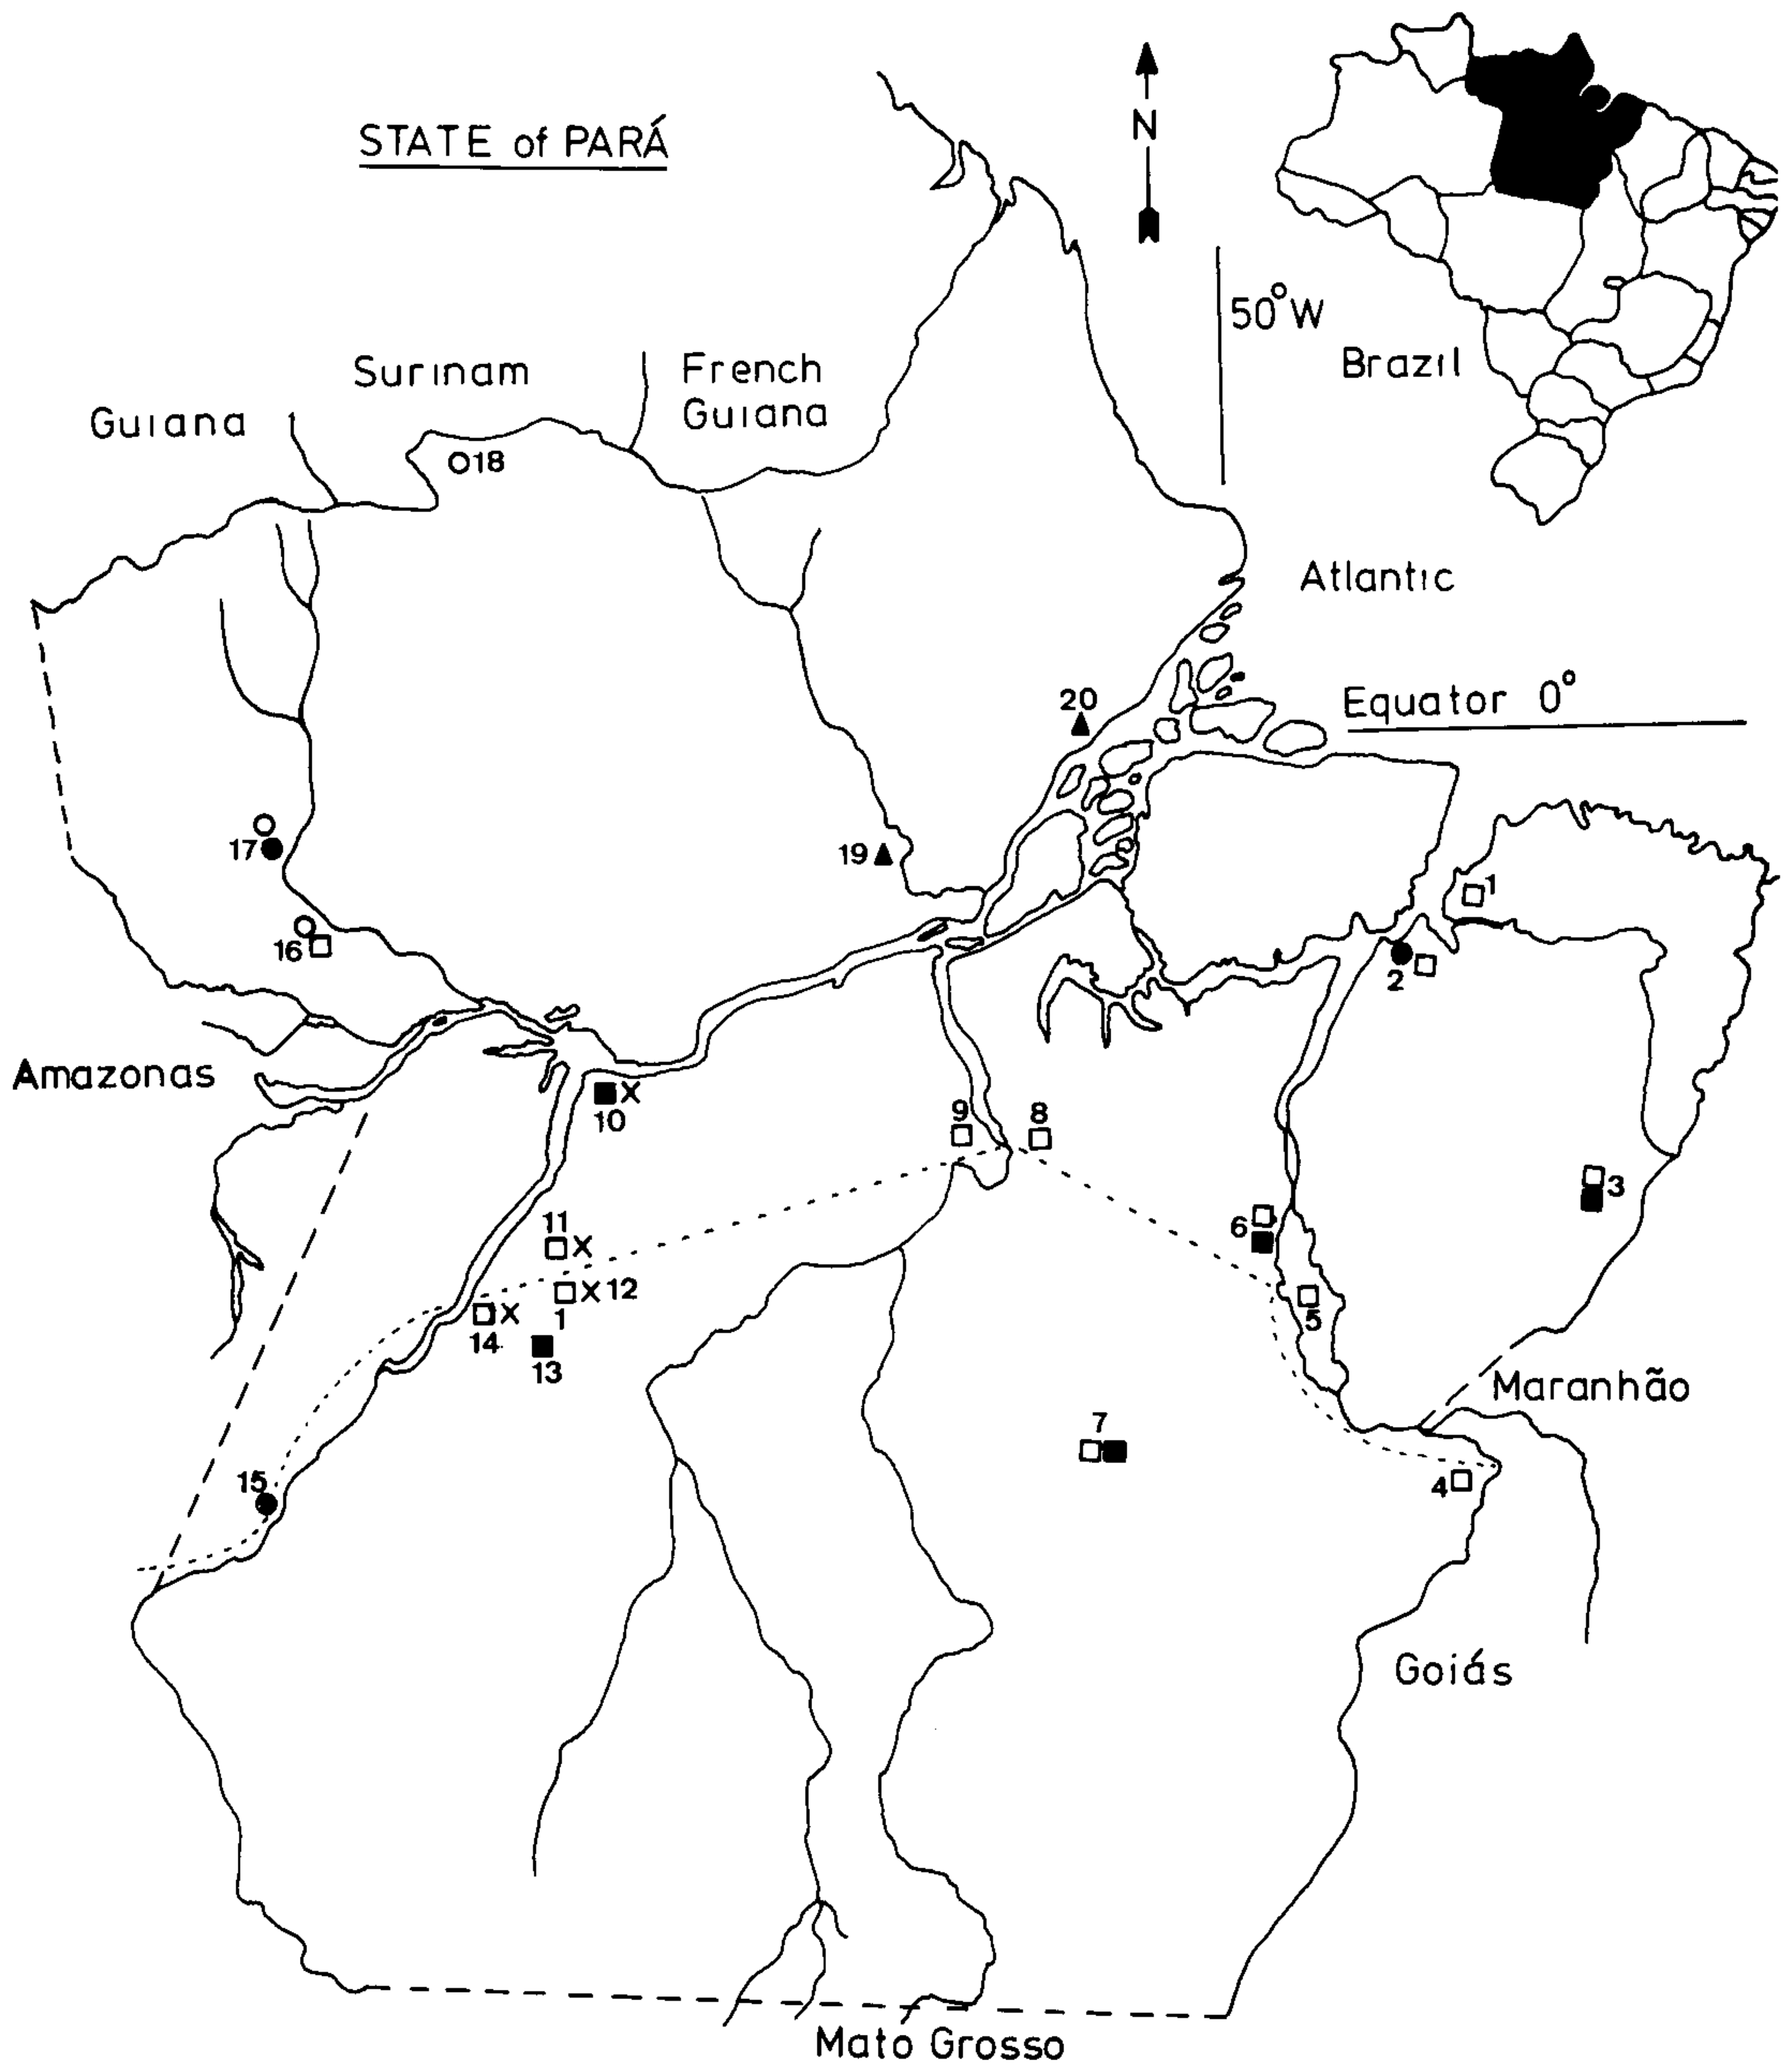 STATE of PARÁ
N
50°W
Brazil
Surinam
French
Guiana
Guiana
18
Atlantic
20
Equator 0°
17
19
1
16
2
Amazonas
10
9
8
3
11
6
12
1
14
5
13
Maranhão
7
15
4
Goiás
Mato Grosso